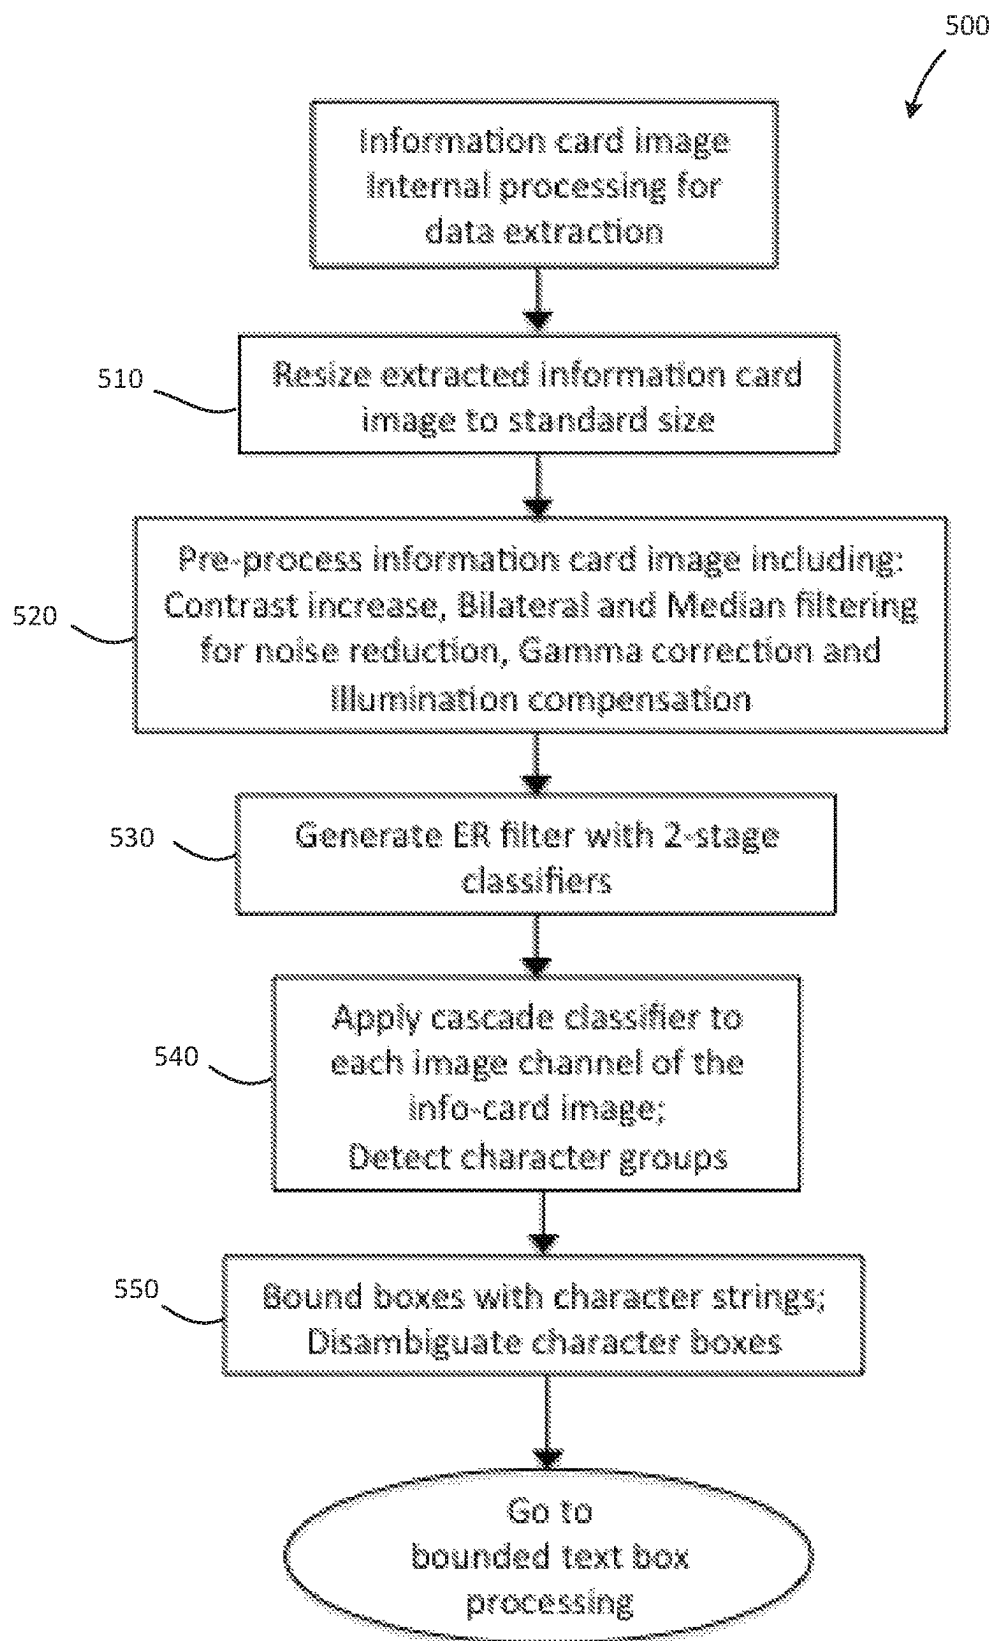 500
Information card image
Internal processing for
data extraction
510
Resize extracted information card
image to standard size
520
Pre-process information card image including:
Contrast increase, Bilateral and Median filtering
for noise reduction, Gamma correction and
Illumination compensation
530
Generate ER filter with 2-stage
classifiers
540
Apply cascade classifier to
each image channel of the
info-card image;
Detect character groups
550
Bound boxes with character strings;
Disambiguate character boxes
Go to
bounded text box
processing